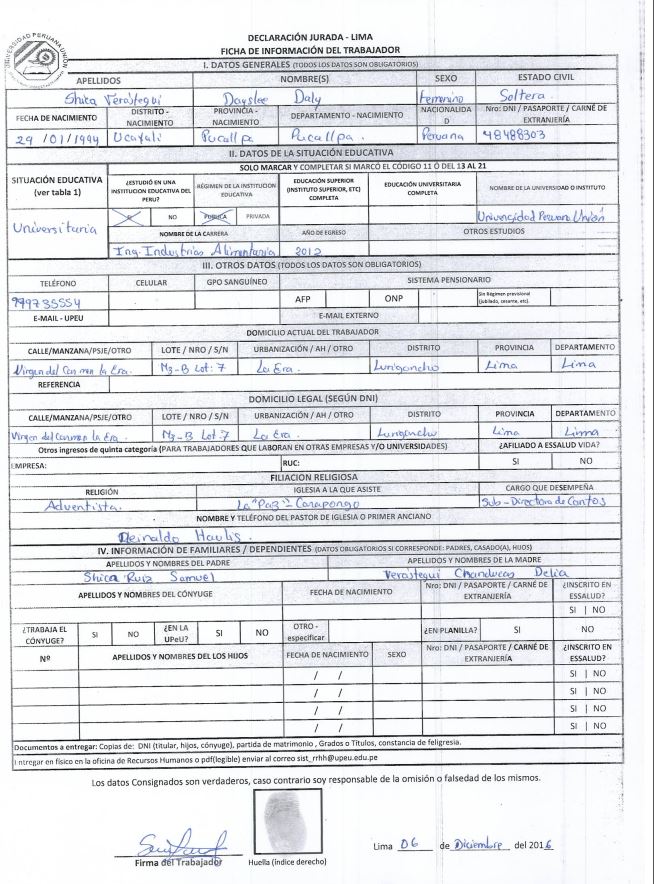 UNIVERSIDAD PERUANA UNIÓN
DECLARACIÓN JURADA - LIMA
FICHA DE INFORMACIÓN DEL TRABAJADOR
I. DATOS GENERALES (TODOS LOS DATOS SON OBLIGATORIOS)
APELLIDOS NOMBRE(S) SEXO ESTADO CIVIL
Shica Verástegui Dayslee Daly Femenino Soltera
FECHA DE NACIMIENTO DISTRITO - NACIMIENTO PROVINCIA - NACIMIENTO DEPARTAMENTO - NACIMIENTO NACIONALIDAD Nro: DNI / PASAPORTE / CARNÉ DE EXTRANJERÍA
29 /01/1994 Ucayali Pucallpa Pucallpa. Peruana 48488303
II. DATOS DE LA SITUACIÓN EDUCATIVA
SOLO MARCAR Y COMPLETAR SI MARCÓ EL CÓDIGO 11 Ó DEL 13 AL 21
SITUACIÓN EDUCATIVA (ver tabla 1) ¿ESTUDIÓ EN UNA INSTITUCION EDUCATIVA DEL PERU? RÉGIMEN DE LA INSTITUCION EDUCATIVA EDUCACIÓN SUPERIOR (INSTITUTO SUPERIOR, ETC) COMPLETA EDUCACIÓN UNIVERSITARIA COMPLETA NOMBRE DE LA UNIVERSIDAD O INSTITUTO
Universitaria SI NO PUBLICA PRIVADA Universidad Peruana Unión
NOMBRE DE LA CARRERA AÑO DE EGRESO OTROS ESTUDIOS
Ing. Industrias Alimentaria 2012
III. OTROS DATOS (TODOS LOS DATOS SON OBLIGATORIOS)
TELÉFONO CELULAR GPO SANGUÍNEO SISTEMA PENSIONARIO
999735554 AFP ONP Sin Régimen previsional (jubilado, cesante, etc).
E-MAIL - UPEU E-MAIL EXTERNO
DOMICILIO ACTUAL DEL TRABAJADOR
CALLE/MANZANA/PSJE/OTRO LOTE / NRO / S/N URBANIZACIÓN / AH / OTRO DISTRITO PROVINCIA DEPARTAMENTO
Virgen del Carmen la Era. Mz-B Lot: 7 La Era. Lurigancho Lima Lima
REFERENCIA
DOMICILIO LEGAL (SEGÚN DNI)
CALLE/MANZANA/PSJE/OTRO LOTE / NRO / S/N URBANIZACIÓN / AH / OTRO DISTRITO PROVINCIA DEPARTAMENTO
Virgen del Carmen la Era. Mz-B Lot: 7 La Era. Lurigancho Lima Lima
Otros ingresos de quinta categoría (PARA TRABAJADORES QUE LABORAN EN OTRAS EMPRESAS Y/O UNIVERSIDADES) ¿AFILIADO A ESSALUD VIDA?
EMPRESA: RUC: SI NO
FILIACION RELIGIOSA
RELIGIÓN IGLESIA A LA QUE ASISTE CARGO QUE DESEMPEÑA
Adventista. La "Paz" - Carapongo Sub-Directora de Cantos
NOMBRE Y TELÉFONO DEL PASTOR DE IGLESIA O PRIMER ANCIANO
Reinaldo
IV. INFORMACIÓN DE FAMILIARES / DEPENDIENTES (DATOS OBLIGATORIOS SI CORRESPONDE: PADRES, CASADO(A), HIJOS)
APELLIDOS Y NOMBRES DEL PADRE APELLIDOS Y NOMBRES DE LA MADRE
Shica Ruiz Samuel Verástegui Chanducas Delia
APELLIDOS Y NOMBRES DEL CÓNYUGE FECHA DE NACIMIENTO Nro: DNI / PASAPORTE / CARNÉ DE EXTRANJERÍA ¿INSCRITO EN ESSALUD?
SI | NO
¿TRABAJA EL CÓNYUGE? SI NO ¿EN LA UPeU? SI NO OTRO - especificar ¿EN PLANILLA? SI NO
Nº APELLIDOS Y NOMBRES DEL LOS HIJOS FECHA DE NACIMIENTO SEXO Nro: DNI / PASAPORTE / CARNÉ DE EXTRANJERÍA ¿INSCRITO EN ESSALUD?
/ / SI | NO
/ / SI | NO
/ / SI | NO
/ / SI | NO
Documentos a entregar: Copias de: DNI (titular, hijos, cónyuge), partida de matrimonio , Grados o Títulos, constancia de feligresia.
Entregar en físico en la oficina de Recursos Humanos o pdf(legible) enviar al correo sist_rrhh@upeu.edu.pe
Los datos Consignados son verdaderos, caso contrario soy responsable de la omisión o falsedad de los mismos.
Lima 06 de Diciembre del 2016
Firma del Trabajador Huella (índice derecho)